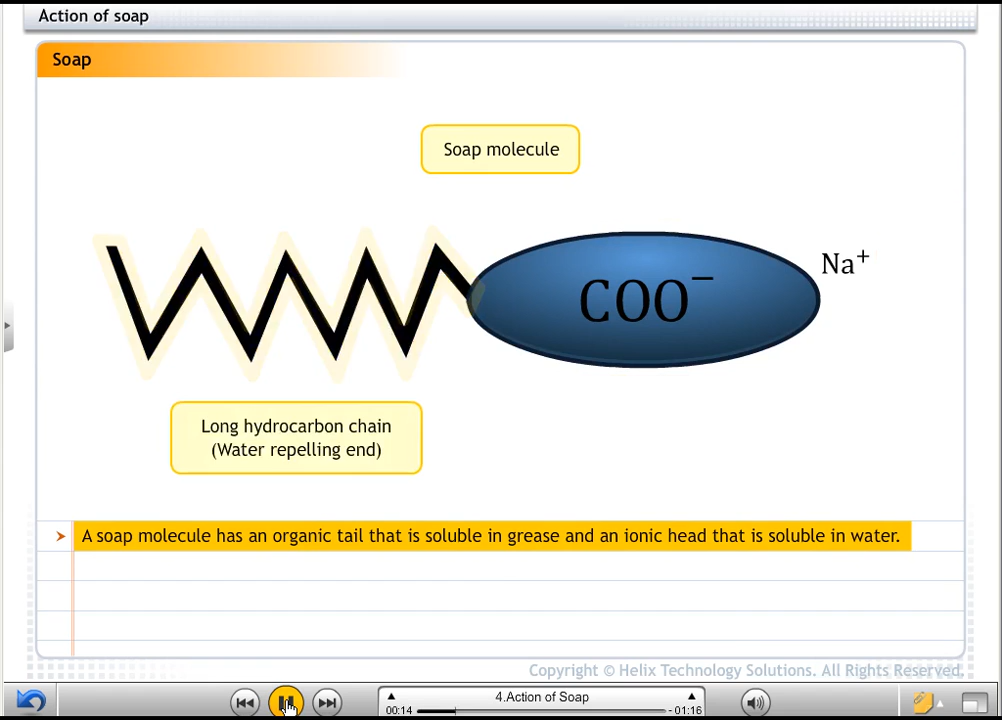 Action of soap
Soap
Soap molecule
COO⁻
Na⁺
Long hydrocarbon chain
(Water repelling end)
A soap molecule has an organic tail that is soluble in grease and an ionic head that is soluble in water.
Copyright © Helix Technology Solutions. All Rights Reserved.
4.Action of Soap
00:14
- 01:16